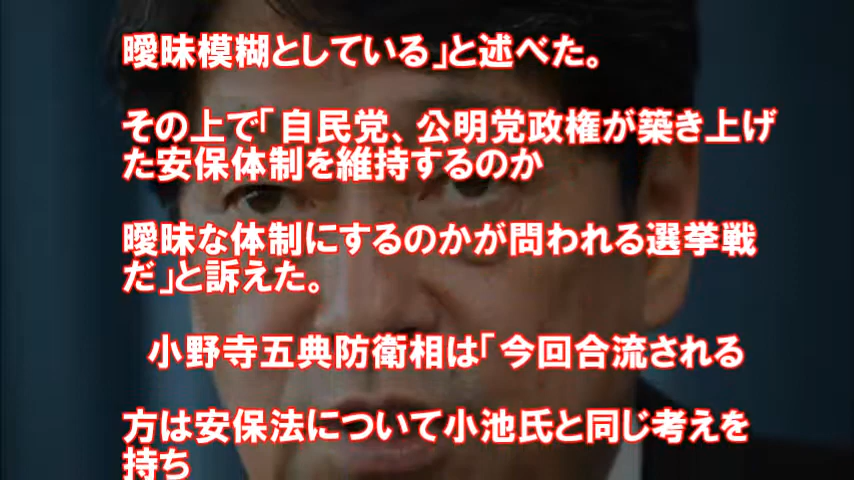 曖昧模糊としている」と述べた。
その上で「自民党、公明党政権が築き上げ
た安保体制を維持するのか
曖昧な体制にするのかが問われる選挙戦
だ」と訴えた。
小野寺五典防衛相は「今回合流される
方は安保法について小池氏と同じ考えを
持ち